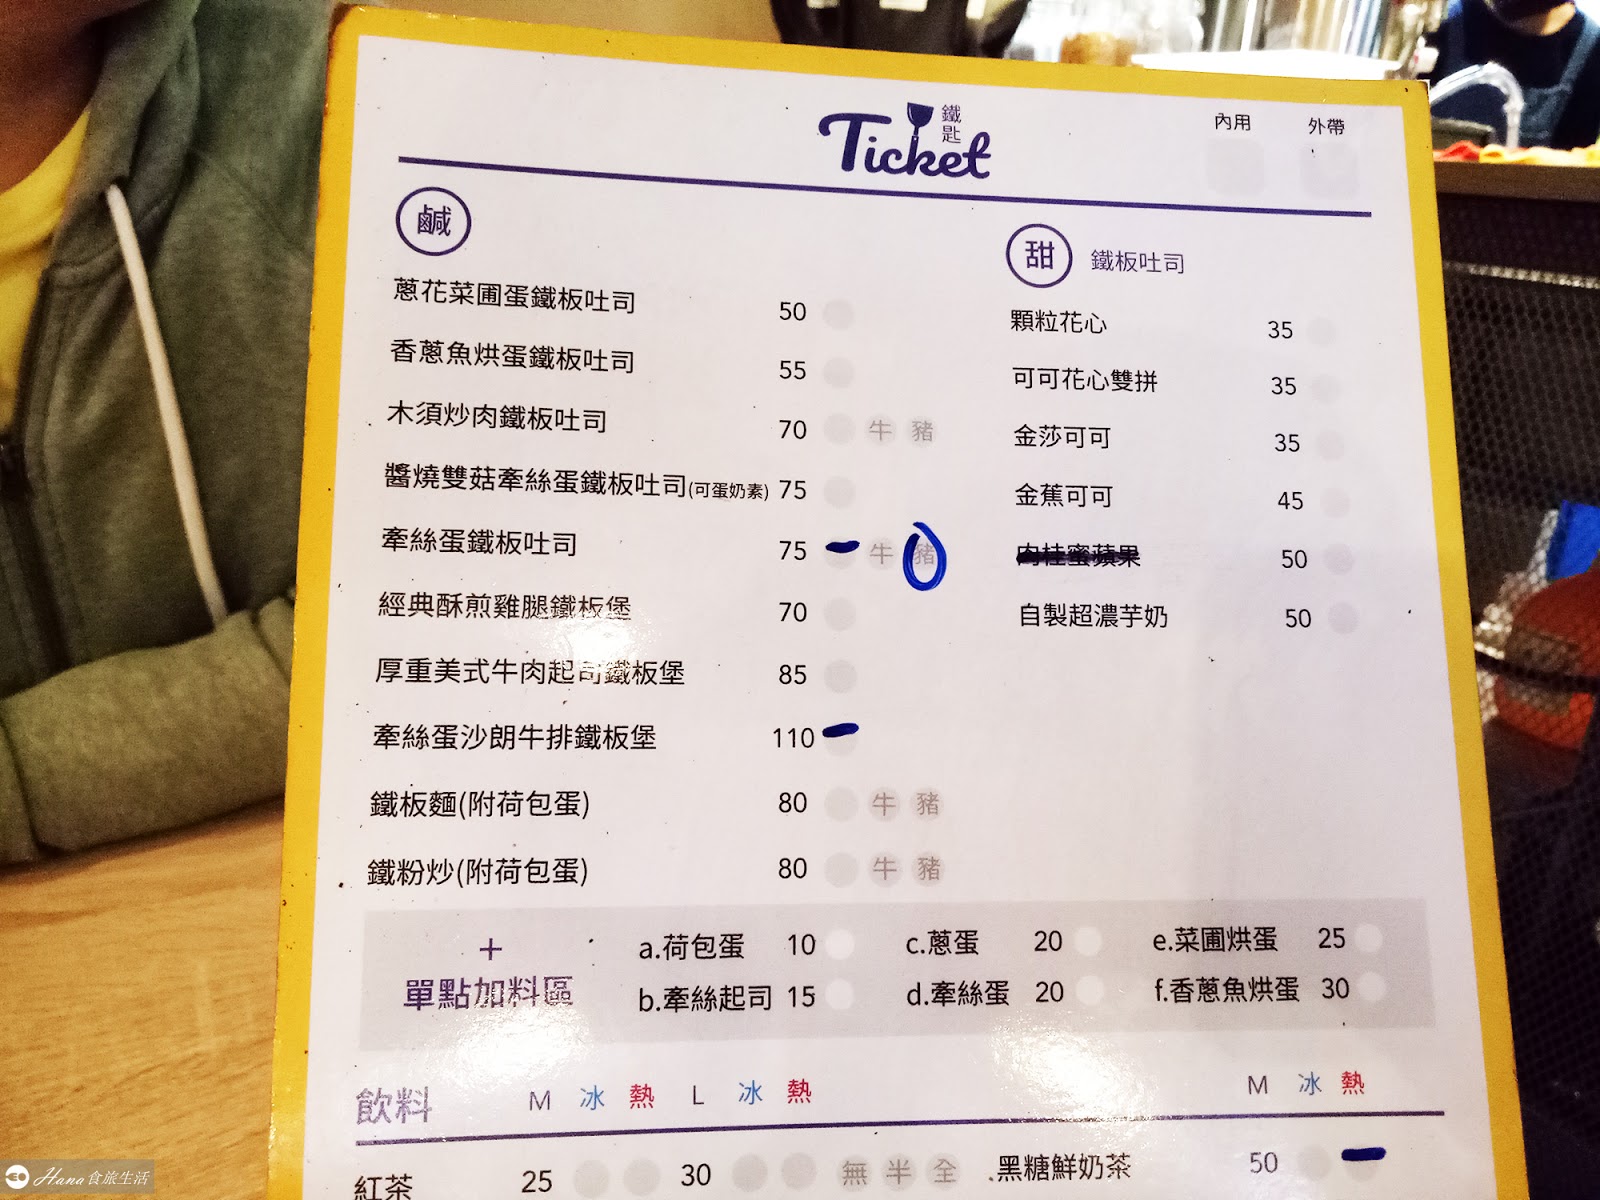 Ticket 鐵匙
內用 外帶
鹹
蔥花菜圃蛋鐵板吐司 50
香蔥魚烘蛋鐵板吐司 55
木須炒肉鐵板吐司 70 牛 豬
醬燒雙菇牽絲蛋鐵板吐司(可蛋奶素) 75
牽絲蛋鐵板吐司 75 牛 豬
經典酥煎雞腿鐵板堡 70
厚重美式牛肉起司鐵板堡 85
牽絲蛋沙朗牛排鐵板堡 110
鐵板麵(附荷包蛋) 80 牛 豬
鐵粉炒(附荷包蛋) 80 牛 豬
甜 鐵板吐司
顆粒花心 35
可可花心雙拼 35
金莎可可 35
金蕉可可 45
肉桂蜜蘋果 50
自製超濃芋奶 50
+
單點加料區
a.荷包蛋 10 c.蔥蛋 20 e.菜圃烘蛋 25
b.牽絲起司 15 d.牽絲蛋 20 f.香蔥魚烘蛋 30
飲料 M 冰 熱 L 冰 熱 M 冰 熱
紅茶 25 30 無 半 全 黑糖鮮奶茶 50
Hana 食旅生活